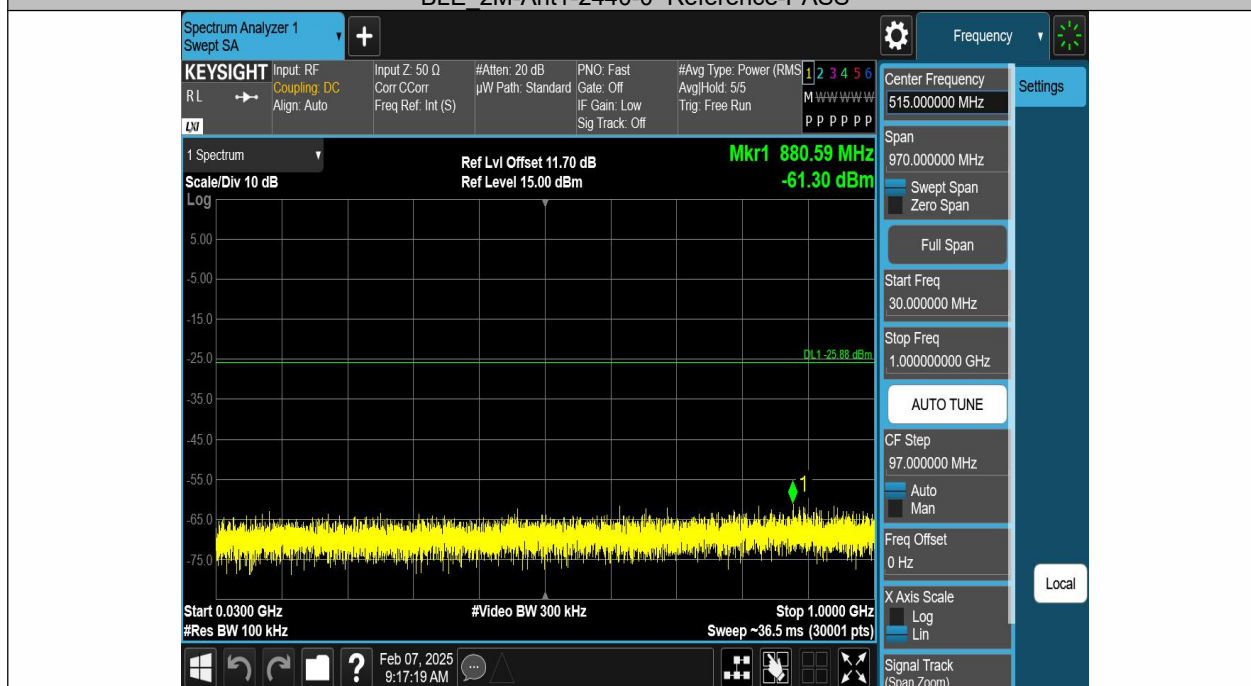 BLE_2M-Ant1-2440-0~Reference-PASS
Spectrum Analyzer 1
Swept SA
+
Frequency
KEYSIGHT
RL
LXI
Input: RF
Coupling: DC
Align: Auto
Input Z: 50 Ω
Corr CCorr
Freq Ref: Int (S)
#Atten: 20 dB
µW Path: Standard
PNO: Fast
Gate: Off
IF Gain: Low
Sig Track: Off
#Avg Type: Power (RMS
Avg|Hold: 5/5
Trig: Free Run
1 2 3 4 5 6
M W W W W W
P P P P P P
Center Frequency
515.000000 MHz
Settings
1 Spectrum
Scale/Div 10 dB
Log
Ref Lvl Offset 11.70 dB
Ref Level 15.00 dBm
Mkr1 880.59 MHz
-61.30 dBm
5.00
-5.00
-15.0
-25.0
-35.0
-45.0
-55.0
-65.0
-75.0
DL1 -25.88 dBm
1
Start 0.0300 GHz
#Res BW 100 kHz
#Video BW 300 kHz
Stop 1.0000 GHz
Sweep ~36.5 ms (30001 pts)
Span
970.000000 MHz
Swept Span
Zero Span
Full Span
Start Freq
30.000000 MHz
Stop Freq
1.000000000 GHz
AUTO TUNE
CF Step
97.000000 MHz
Auto
Man
Freq Offset
0 Hz
X Axis Scale
Log
Lin
Local
Signal Track
(Span Zoom)
?
Feb 07, 2025
9:17:19 AM